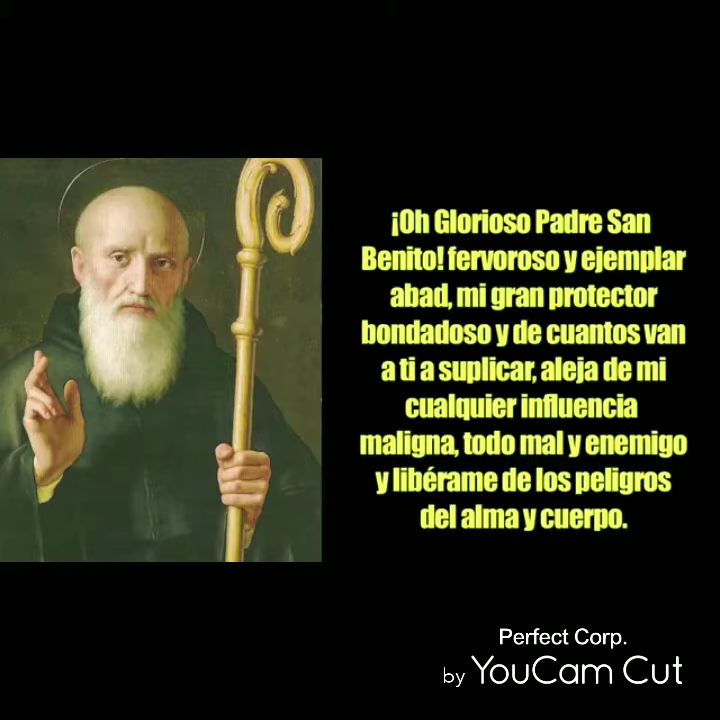 ¡Oh Glorioso Padre San
Benito! fervoroso y ejemplar
abad, mi gran protector
bondadoso y de cuantos van
a ti a suplicar, aleja de mi
cualquier influencia
maligna, todo mal y enemigo
y libérame de los peligros
del alma y cuerpo.
Perfect Corp.
by YouCam Cut